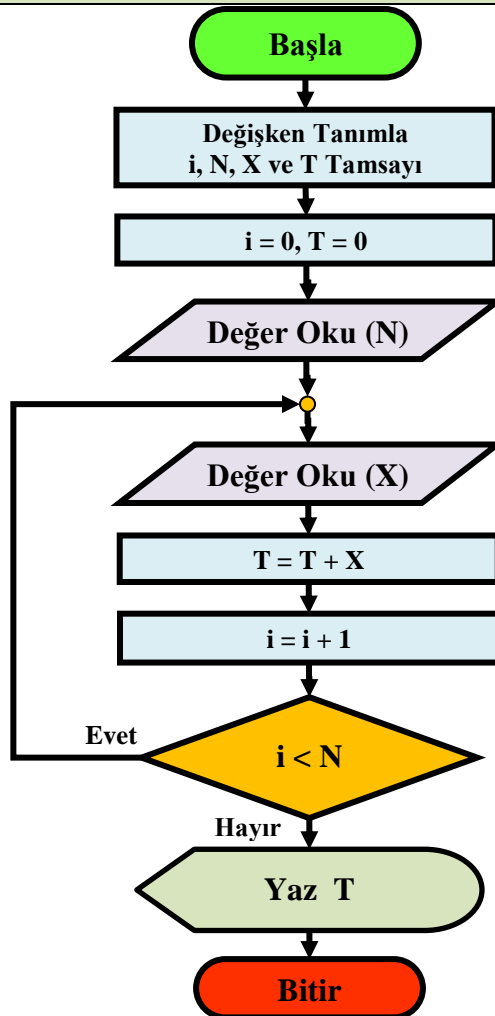 Başla
Değişken Tanımla
i, N, X ve T Tamsayı
i = 0, T = 0
Değer Oku (N)
Değer Oku (X)
T = T + X
i = i + 1
Evet
i < N
Hayır
Yaz T
Bitir